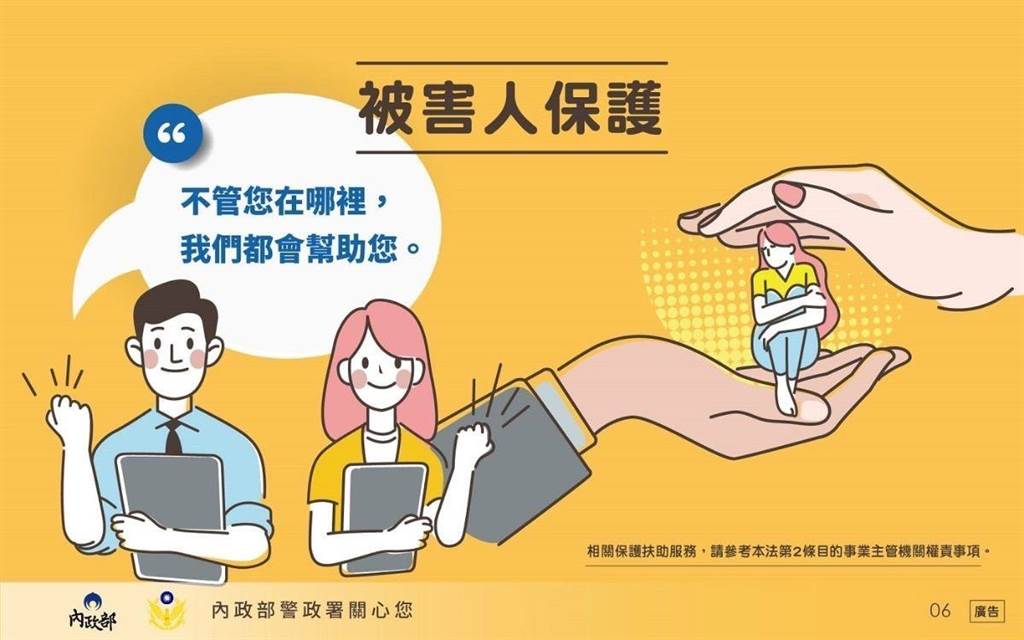 被害人保護
不管您在哪裡，
我們都會幫助您。
相關保護扶助服務，請參考本法第2條目的事業主管機關權責事項。
內政部
內政部警政署關心您
06
廣告